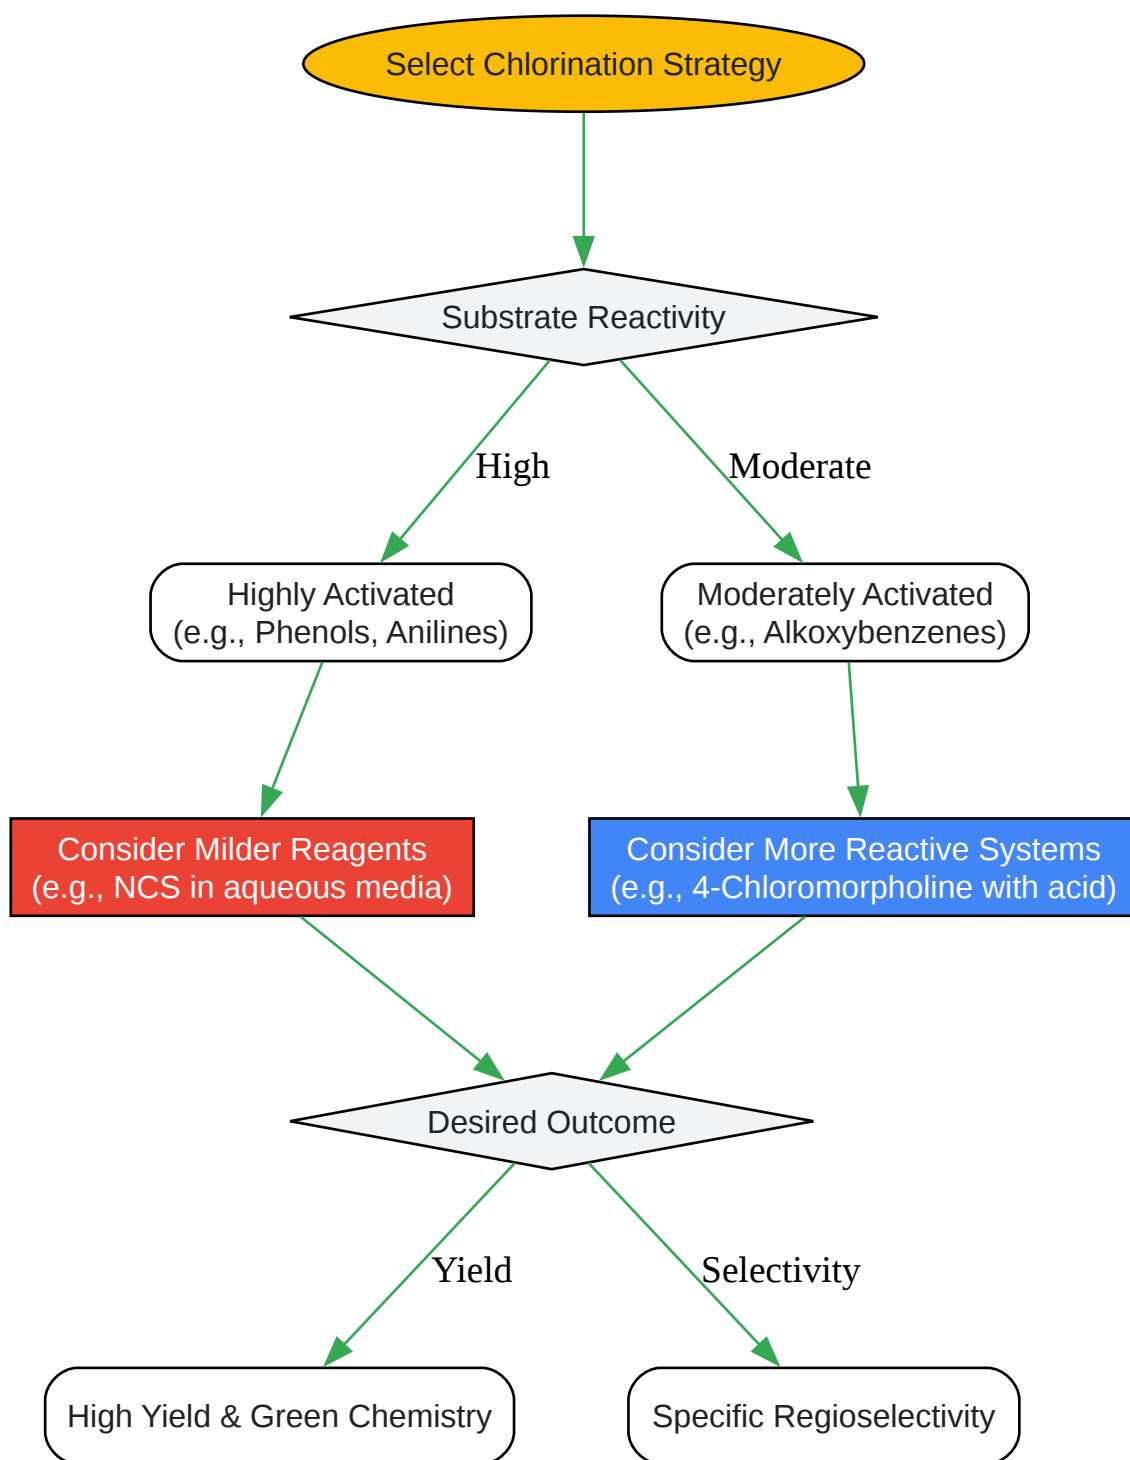 Select Chlorination Strategy
Substrate Reactivity
High
Moderate
Highly Activated
(e.g., Phenols, Anilines)
Moderately Activated
(e.g., Alkoxybenzenes)
Consider Milder Reagents
(e.g., NCS in aqueous media)
Consider More Reactive Systems
(e.g., 4-Chloromorpholine with acid)
Desired Outcome
Yield
Selectivity
High Yield & Green Chemistry
Specific Regioselectivity